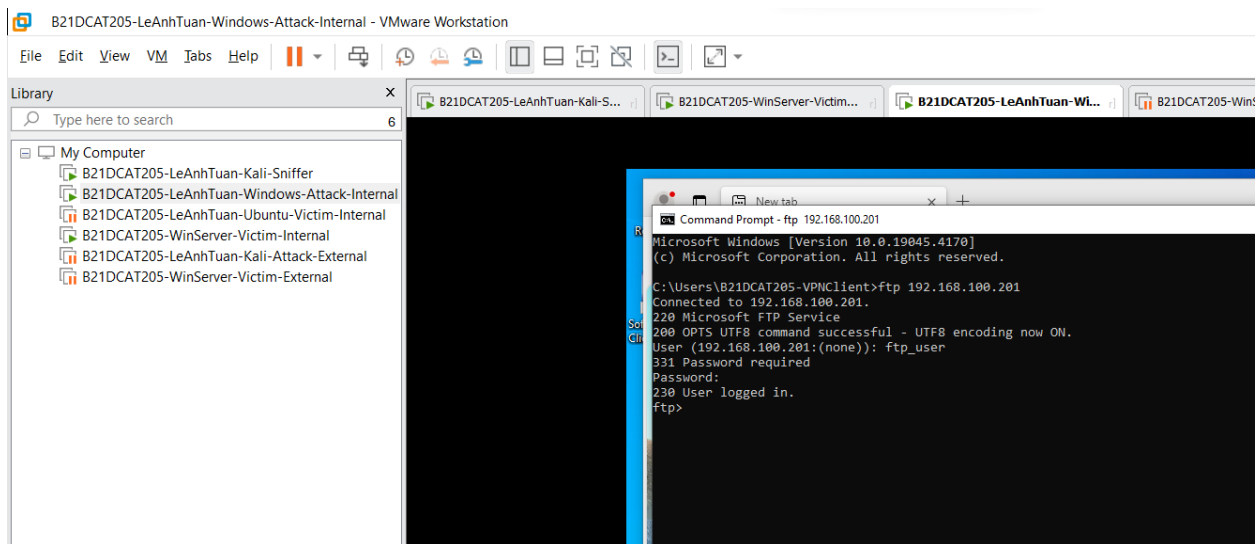 B21DCAT205-LeAnhTuan-Windows-Attack-Internal - VMware Workstation
File Edit View VM Tabs Help
Library X
Type here to search 6
My Computer
B21DCAT205-LeAnhTuan-Kali-Sniffer
B21DCAT205-LeAnhTuan-Windows-Attack-Internal
B21DCAT205-LeAnhTuan-Ubuntu-Victim-Internal
B21DCAT205-WinServer-Victim-Internal
B21DCAT205-LeAnhTuan-Kali-Attack-External
B21DCAT205-WinServer-Victim-External
B21DCAT205-LeAnhTuan-Kali-S... B21DCAT205-WinServer-Victim... B21DCAT205-LeAnhTuan-Wi... B21DCAT205-WinS
New tab
Command Prompt - ftp 192.168.100.201
Microsoft Windows [Version 10.0.19045.4170]
(c) Microsoft Corporation. All rights reserved.
C:\Users\B21DCAT205-VPNClient>ftp 192.168.100.201
Connected to 192.168.100.201.
220 Microsoft FTP Service
200 OPTS UTF8 command successful - UTF8 encoding now ON.
User (192.168.100.201:(none)): ftp_user
331 Password required
Password:
230 User logged in.
ftp>